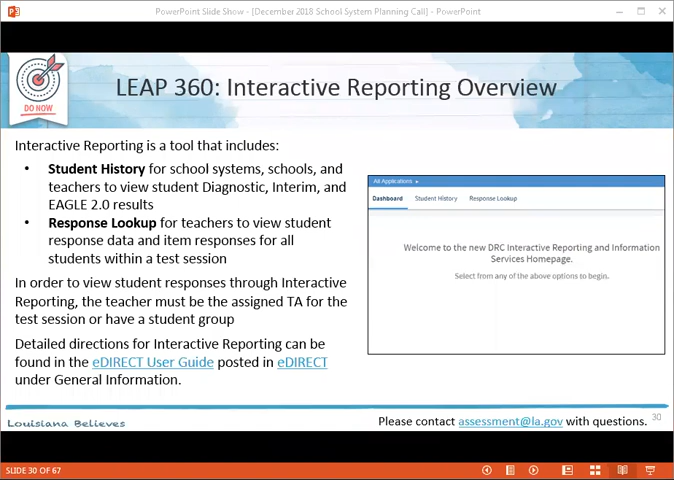 PowerPoint Slide Show - [December 2018 School System Planning Call] - PowerPoint
DO NOW
LEAP 360: Interactive Reporting Overview
Interactive Reporting is a tool that includes:
• Student History for school systems, schools, and
teachers to view student Diagnostic, Interim, and
EAGLE 2.0 results
• Response Lookup for teachers to view student
response data and item responses for all
students within a test session
In order to view student responses through Interactive
Reporting, the teacher must be the assigned TA for the
test session or have a student group
Detailed directions for Interactive Reporting can be
found in the eDIRECT User Guide posted in eDIRECT
under General Information.
All Applications
Dashboard Student History Response Lookup
Welcome to the new DRC Interactive Reporting and Information
Services Homepage.
Select from any of the above options to begin.
Louisiana Believes
Please contact assessment@la.gov with questions. 30
SLIDE 30 OF 67